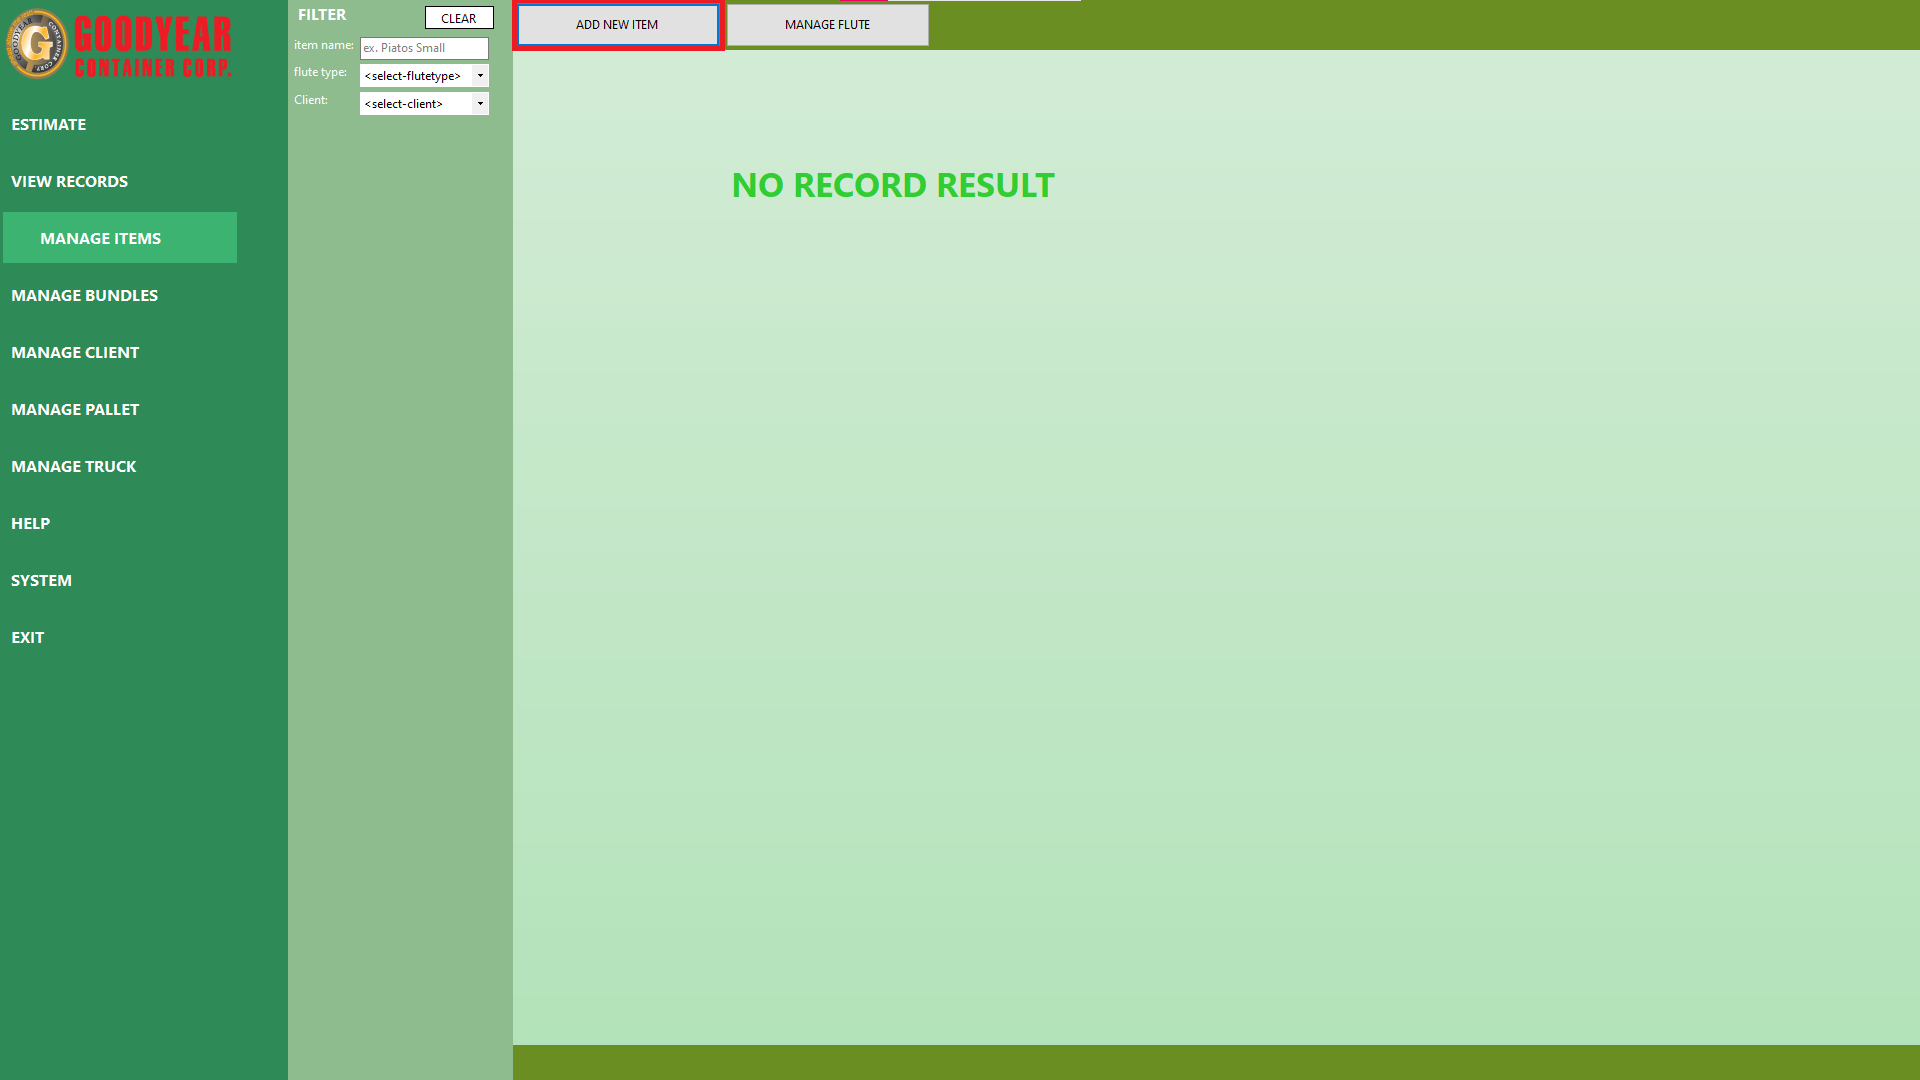 GOODYEAR
CONTAINER CORP.
ESTIMATE
VIEW RECORDS
MANAGE ITEMS
MANAGE BUNDLES
MANAGE CLIENT
MANAGE PALLET
MANAGE TRUCK
HELP
SYSTEM
EXIT
FILTER
CLEAR
item name:
ex. Piatos Small
flute type:
<select-flutetype>
Client:
<select-client>
ADD NEW ITEM
MANAGE FLUTE
NO RECORD RESULT